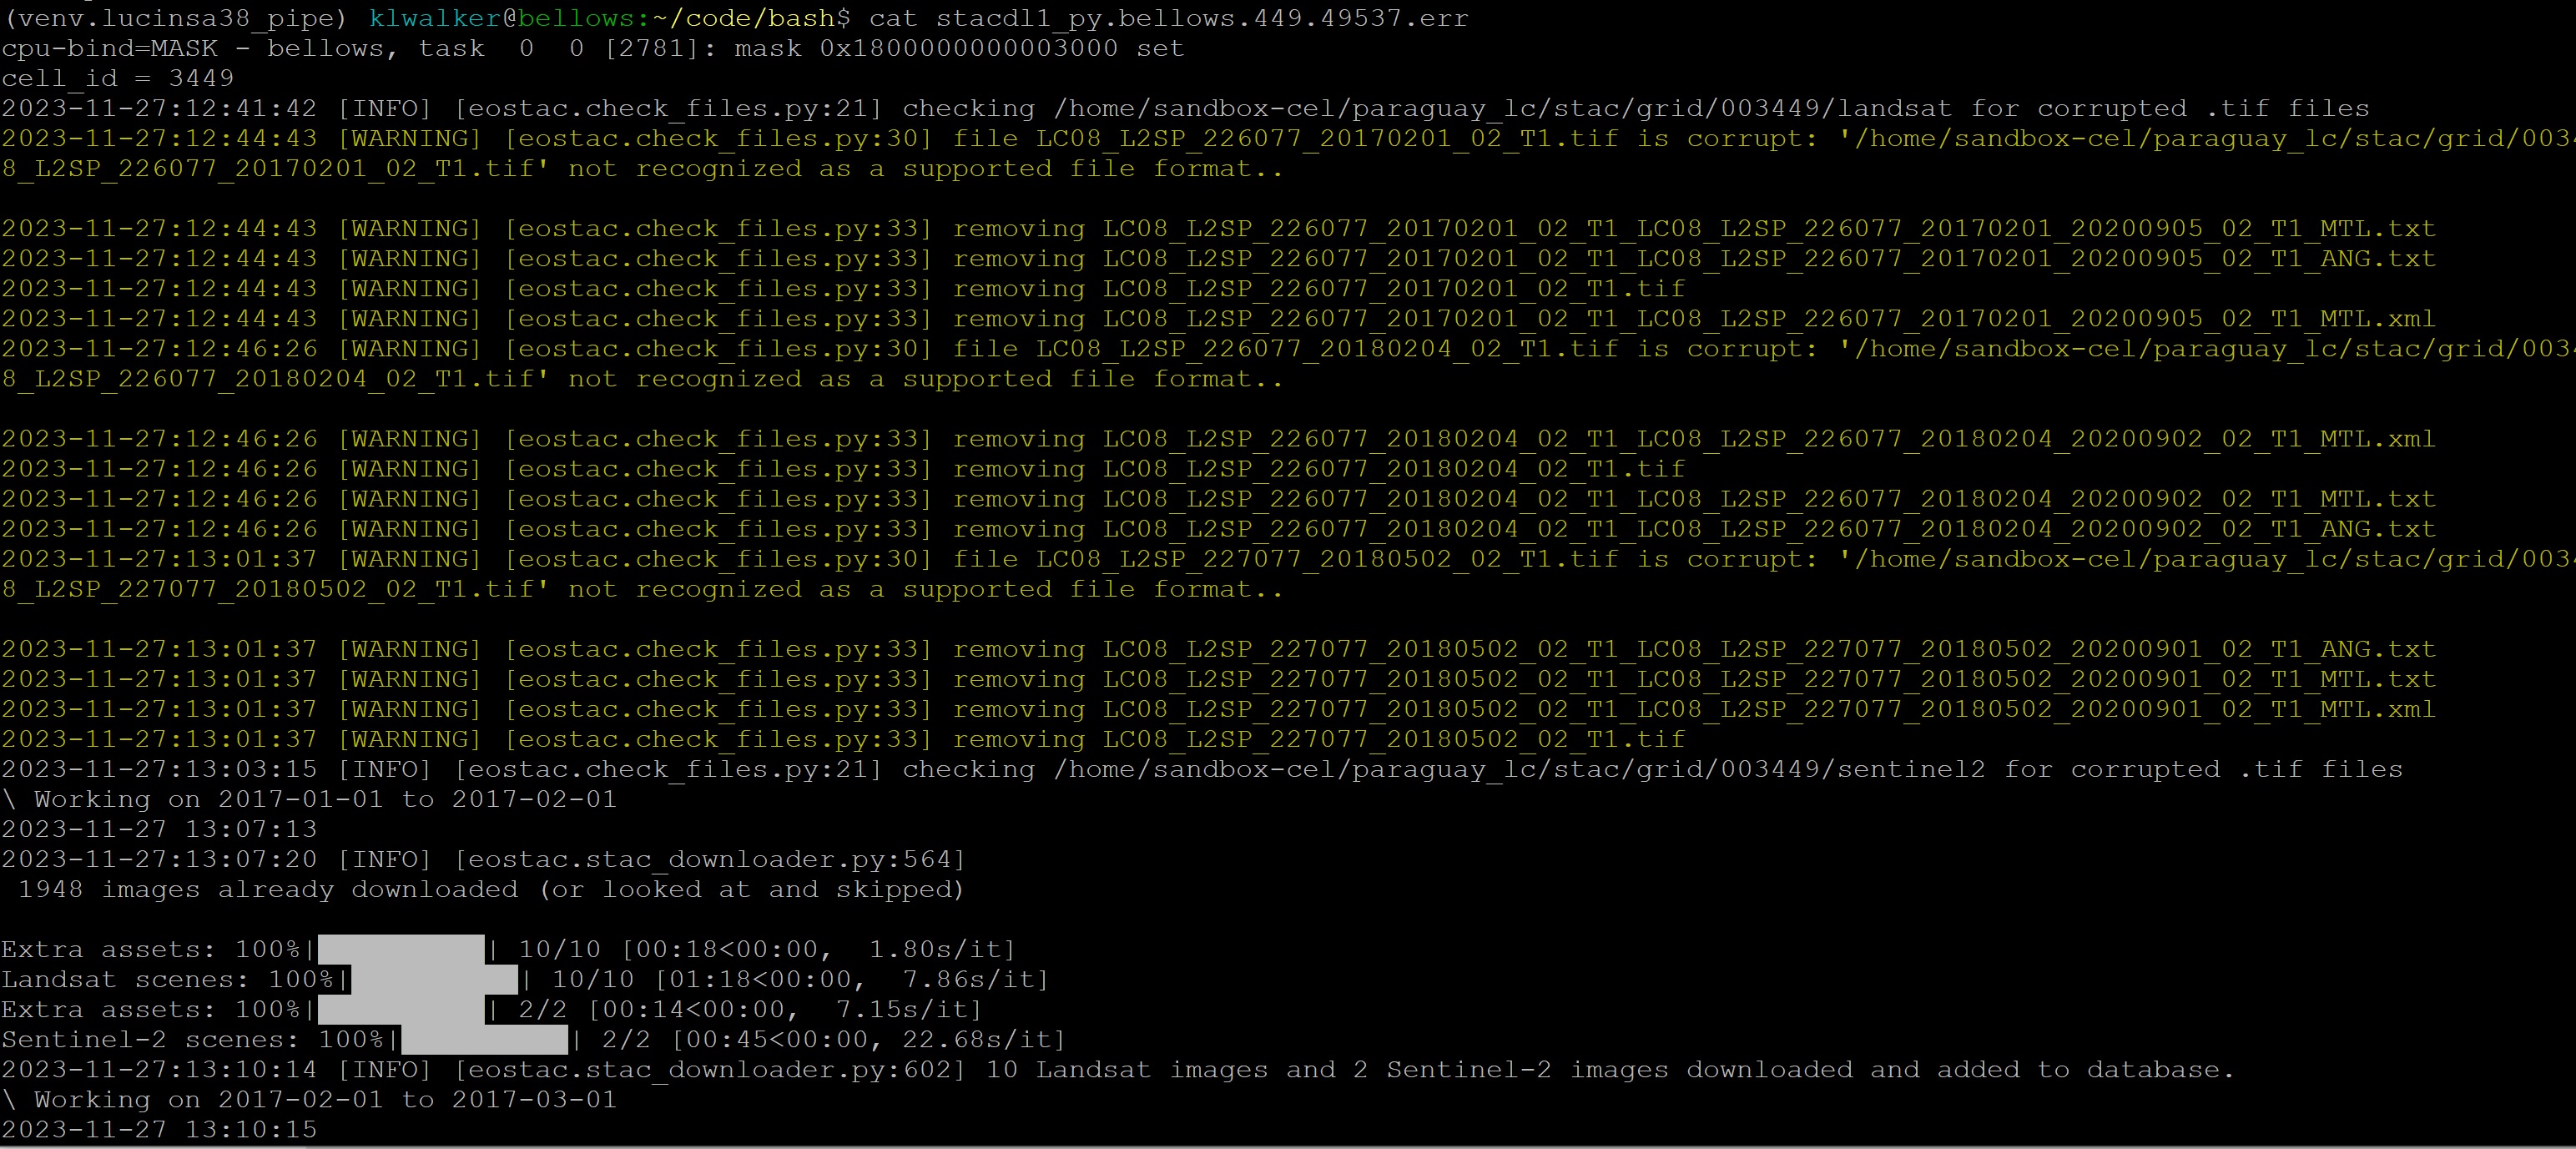 (venv.lucinsa38_pipe) klwalker@bellows:~/code/bash$ cat stacdl1_py.bellows.449.49537.err
cpu-bind=MASK - bellows, task  0  0 [2781]: mask 0x1800000000003000 set
cell_id = 3449
2023-11-27:12:41:42 [INFO] [eostac.check_files.py:21] checking /home/sandbox-cel/paraguay_lc/stac/grid/003449/landsat for corrupted .tif files
2023-11-27:12:44:43 [WARNING] [eostac.check_files.py:30] file LC08_L2SP_226077_20170201_02_T1.tif is corrupt: '/home/sandbox-cel/paraguay_lc/stac/grid/003
8_L2SP_226077_20170201_02_T1.tif' not recognized as a supported file format..
2023-11-27:12:44:43 [WARNING] [eostac.check_files.py:33] removing LC08_L2SP_226077_20170201_02_T1_LC08_L2SP_226077_20170201_20200905_02_T1_MTL.txt
2023-11-27:12:44:43 [WARNING] [eostac.check_files.py:33] removing LC08_L2SP_226077_20170201_02_T1_LC08_L2SP_226077_20170201_20200905_02_T1_ANG.txt
2023-11-27:12:44:43 [WARNING] [eostac.check_files.py:33] removing LC08_L2SP_226077_20170201_02_T1.tif
2023-11-27:12:44:43 [WARNING] [eostac.check_files.py:33] removing LC08_L2SP_226077_20170201_02_T1_LC08_L2SP_226077_20170201_20200905_02_T1_MTL.xml
2023-11-27:12:46:26 [WARNING] [eostac.check_files.py:30] file LC08_L2SP_226077_20180204_02_T1.tif is corrupt: '/home/sandbox-cel/paraguay_lc/stac/grid/003
8_L2SP_226077_20180204_02_T1.tif' not recognized as a supported file format..
2023-11-27:12:46:26 [WARNING] [eostac.check_files.py:33] removing LC08_L2SP_226077_20180204_02_T1_LC08_L2SP_226077_20180204_20200902_02_T1_MTL.xml
2023-11-27:12:46:26 [WARNING] [eostac.check_files.py:33] removing LC08_L2SP_226077_20180204_02_T1.tif
2023-11-27:12:46:26 [WARNING] [eostac.check_files.py:33] removing LC08_L2SP_226077_20180204_02_T1_LC08_L2SP_226077_20180204_20200902_02_T1_MTL.txt
2023-11-27:12:46:26 [WARNING] [eostac.check_files.py:33] removing LC08_L2SP_226077_20180204_02_T1_LC08_L2SP_226077_20180204_20200902_02_T1_ANG.txt
2023-11-27:13:01:37 [WARNING] [eostac.check_files.py:30] file LC08_L2SP_227077_20180502_02_T1.tif is corrupt: '/home/sandbox-cel/paraguay_lc/stac/grid/003
8_L2SP_227077_20180502_02_T1.tif' not recognized as a supported file format..
2023-11-27:13:01:37 [WARNING] [eostac.check_files.py:33] removing LC08_L2SP_227077_20180502_02_T1_LC08_L2SP_227077_20180502_20200901_02_T1_ANG.txt
2023-11-27:13:01:37 [WARNING] [eostac.check_files.py:33] removing LC08_L2SP_227077_20180502_02_T1_LC08_L2SP_227077_20180502_20200901_02_T1_MTL.txt
2023-11-27:13:01:37 [WARNING] [eostac.check_files.py:33] removing LC08_L2SP_227077_20180502_02_T1_LC08_L2SP_227077_20180502_20200901_02_T1_MTL.xml
2023-11-27:13:01:37 [WARNING] [eostac.check_files.py:33] removing LC08_L2SP_227077_20180502_02_T1.tif
2023-11-27:13:03:15 [INFO] [eostac.check_files.py:21] checking /home/sandbox-cel/paraguay_lc/stac/grid/003449/sentinel2 for corrupted .tif files
\ Working on 2017-01-01 to 2017-02-01
2023-11-27 13:07:13
2023-11-27:13:07:20 [INFO] [eostac.stac_downloader.py:564]
1948 images already downloaded (or looked at and skipped)
Extra assets: 100%|          | 10/10 [00:18<00:00,  1.80s/it]
Landsat scenes: 100%|          | 10/10 [01:18<00:00,  7.86s/it]
Extra assets: 100%|          | 2/2 [00:14<00:00,  7.15s/it]
Sentinel-2 scenes: 100%|          | 2/2 [00:45<00:00, 22.68s/it]
2023-11-27:13:10:14 [INFO] [eostac.stac_downloader.py:602] 10 Landsat images and 2 Sentinel-2 images downloaded and added to database.
\ Working on 2017-02-01 to 2017-03-01
2023-11-27 13:10:15